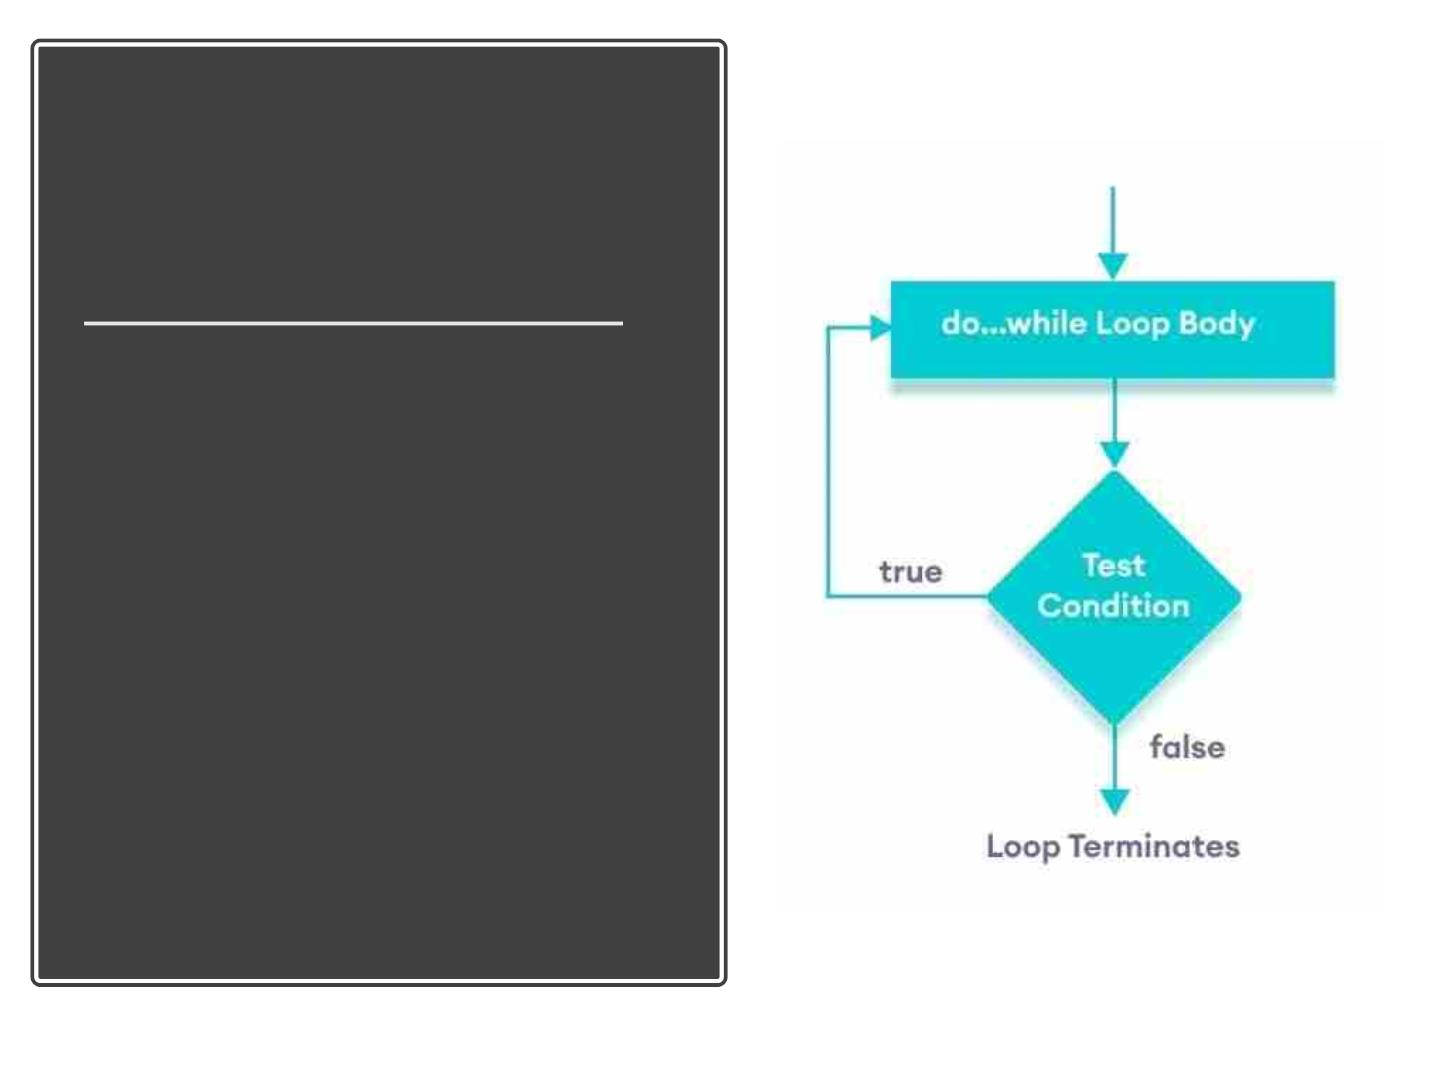 do...while Loop Body
Test
Condition
true
false
Loop Terminates